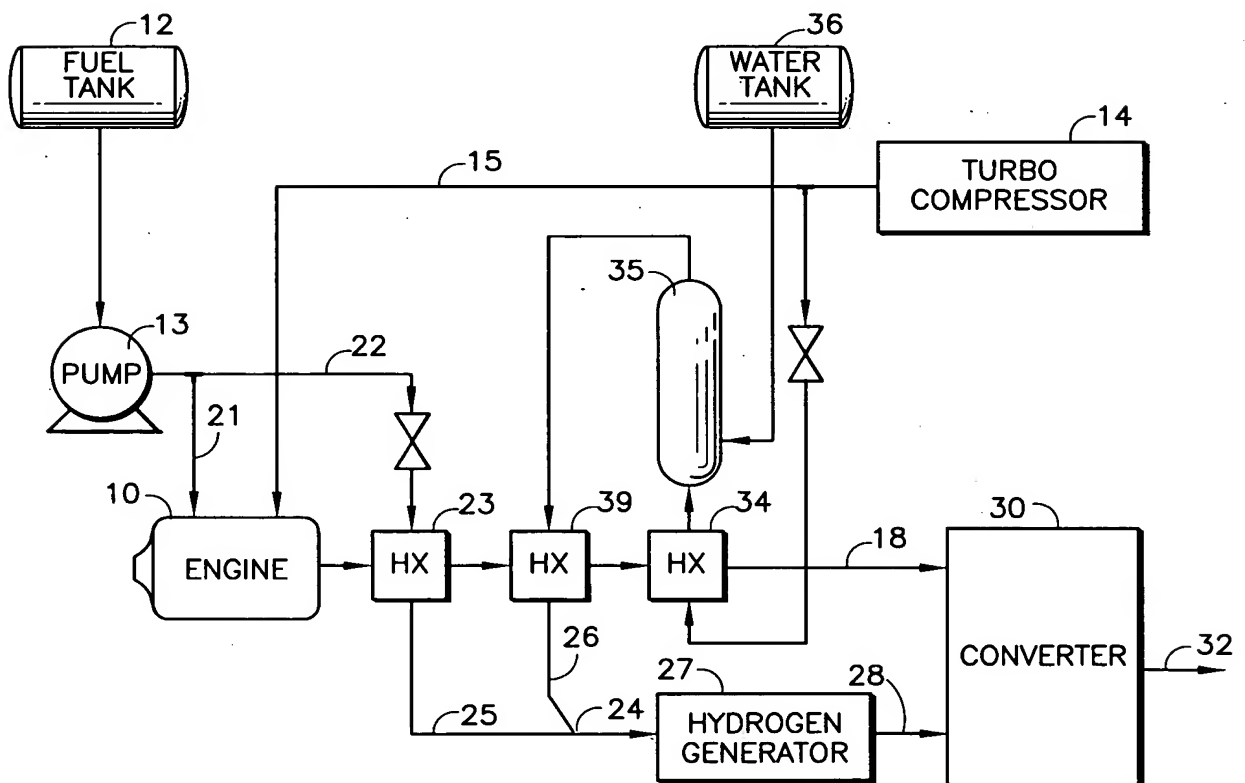 12
36
FUEL
TANK
WATER
TANK
14
15
TURBO
COMPRESSOR
35
13
22
PUMP
21
10
23
39
34
30
ENGINE
HX
HX
HX
18
26
CONVERTER
32
27
28
25
24
HYDROGEN
GENERATOR